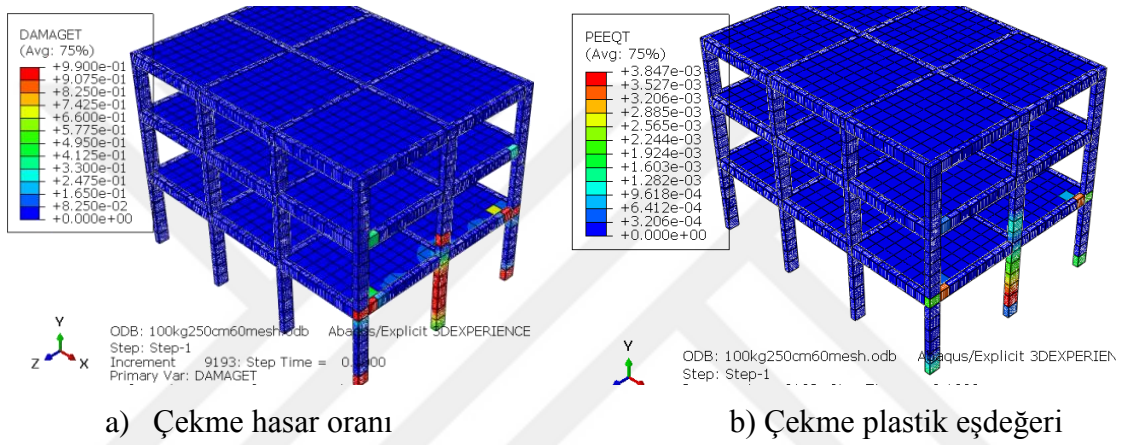 DAMAGET
(Avg: 75%)
+9.900e-01
+9.075e-01
+8.250e-01
+7.425e-01
+6.600e-01
+5.775e-01
+4.950e-01
+4.125e-01
+3.300e-01
+2.475e-01
+1.650e-01
+8.250e-02
+0.000e+00
Y
Z
X
ODB: 100kg250cm60mesh.odb Abaqus/Explicit 3DEXPERIENCE
Step: Step-1
Increment 9193: Step Time =
Primary Var: DAMAGET
a) Çekme hasar oranı
PEEQT
(Avg: 75%)
+3.847e-03
+3.527e-03
+3.206e-03
+2.885e-03
+2.565e-03
+2.244e-03
+1.924e-03
+1.603e-03
+1.282e-03
+9.618e-04
+6.412e-04
+3.206e-04
+0.000e+00
Y
ODB: 100kg250cm60mesh.odb Abaqus/Explicit 3DEXPERIEN
Step: Step-1
b) Çekme plastik eşdeğeri